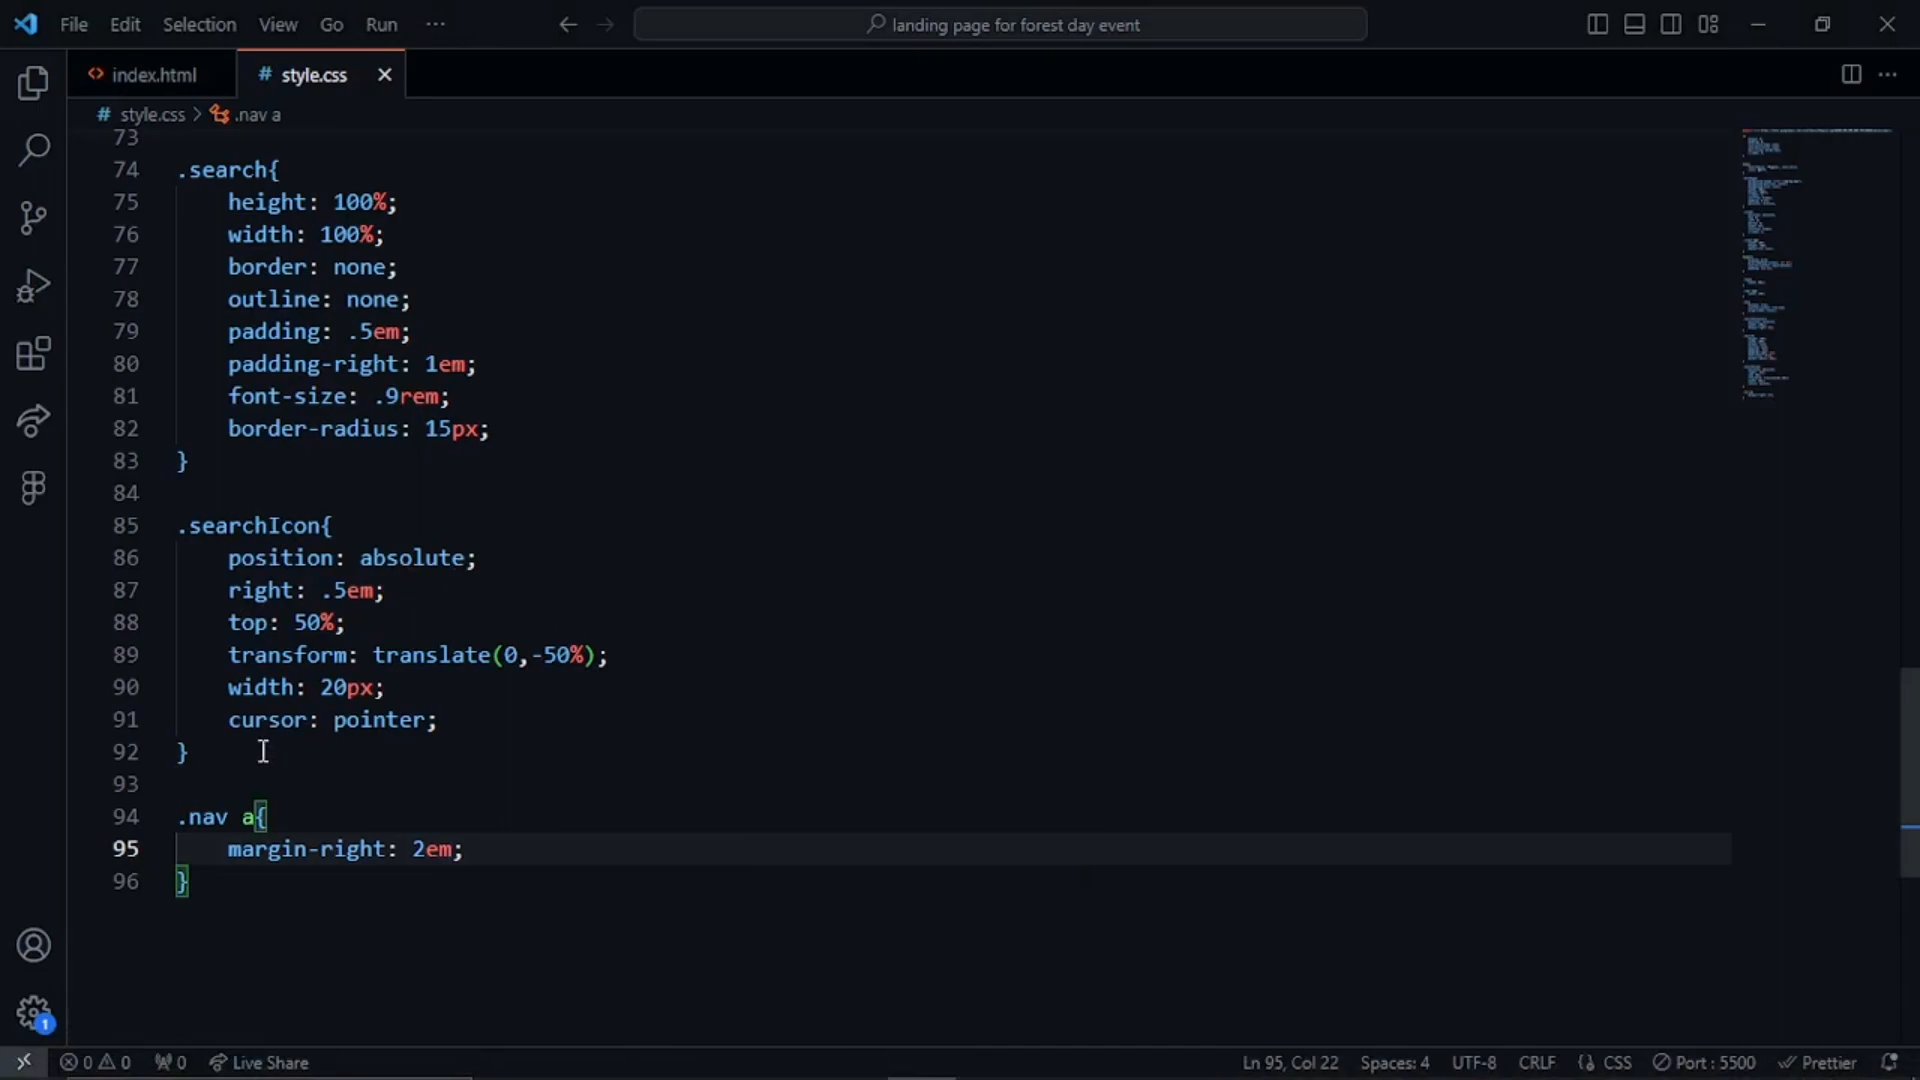 File Edit Selection View Go Run ···
landing page for forest day event
<> index.html # style.css
# style.css > .nav a
73
74 .search{
75 height: 100%;
76 width: 100%;
77 border: none;
78 outline: none;
79 padding: .5em;
80 padding-right: 1em;
81 font-size: .9rem;
82 border-radius: 15px;
83 }
84
85 .searchIcon{
86 position: absolute;
87 right: .5em;
88 top: 50%;
89 transform: translate(0,-50%);
90 width: 20px;
91 cursor: pointer;
92 }
93
94 .nav a{
95 margin-right: 2em;
96 }
1
0 0 0 Live Share Ln 95, Col 22 Spaces: 4 UTF-8 CRLF {} CSS Port : 5500 Prettier